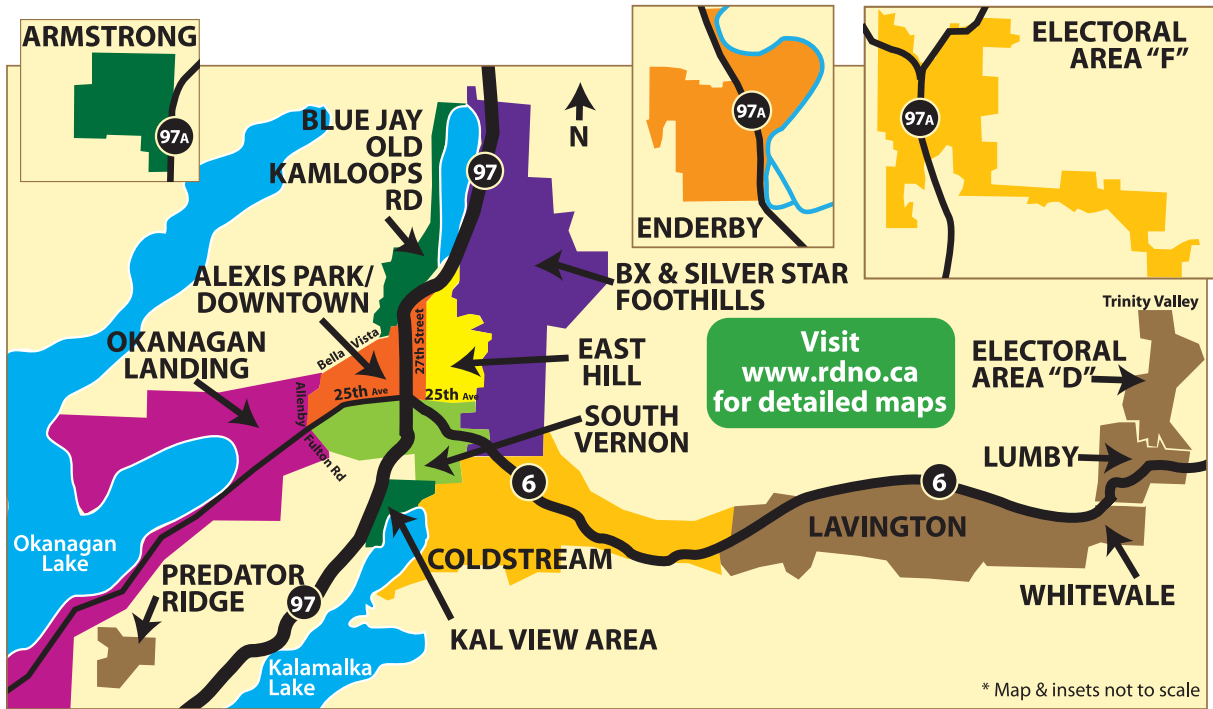 ARMSTRONG
97A
BLUE JAY
OLD
KAMLOOPS
RD
97
N
97A
ENDERBY
ELECTORAL
AREA “F”
97A
ALEXIS PARK/
DOWNTOWN
BX & SILVER STAR
FOOTHILLS
Trinity Valley
OKANAGAN
LANDING
Bella Vista
27th Street
EAST
HILL
Visit
www.rdno.ca
for detailed maps
ELECTORAL
AREA “D”
Allenby
25th Ave
25th Ave
SOUTH
VERNON
Fulton Rd
LUMBY
6
6
LAVINGTON
Okanagan
Lake
COLDSTREAM
PREDATOR
RIDGE
97
WHITEVALE
KAL VIEW AREA
Kalamalka
Lake
* Map & insets not to scale